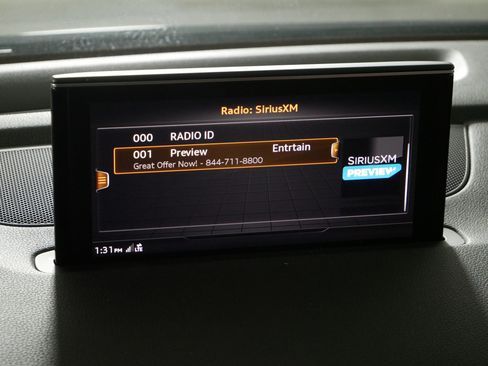 Radio: SiriusXM
000 RADIO ID
001 Preview Entrtain
Great Offer Now! - 844-711-8800
SIRIUSXM
PREVIEW
1:31 PM LTE